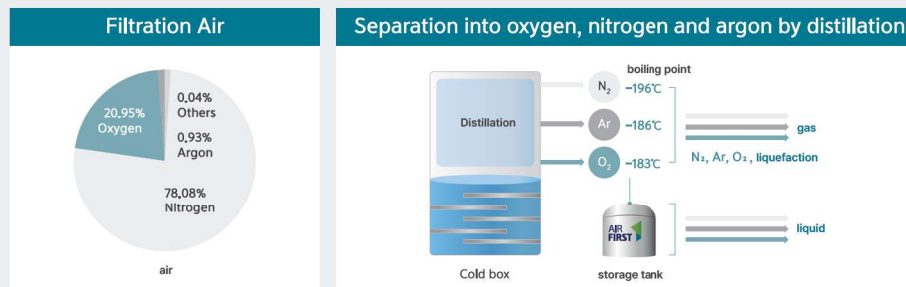 Filtration Air
20.95%
Oxygen
0.04%
Others
0.93%
Argon
78.08%
NItrogen
air
Separation into oxygen, nitrogen and argon by distillation
boiling point
Distillation
N₂
-196℃
Ar
-186℃
O₂
-183℃
gas
N₂, Ar, O₂, liquefaction
AIR
FIRST
liquid
Cold box
storage tank